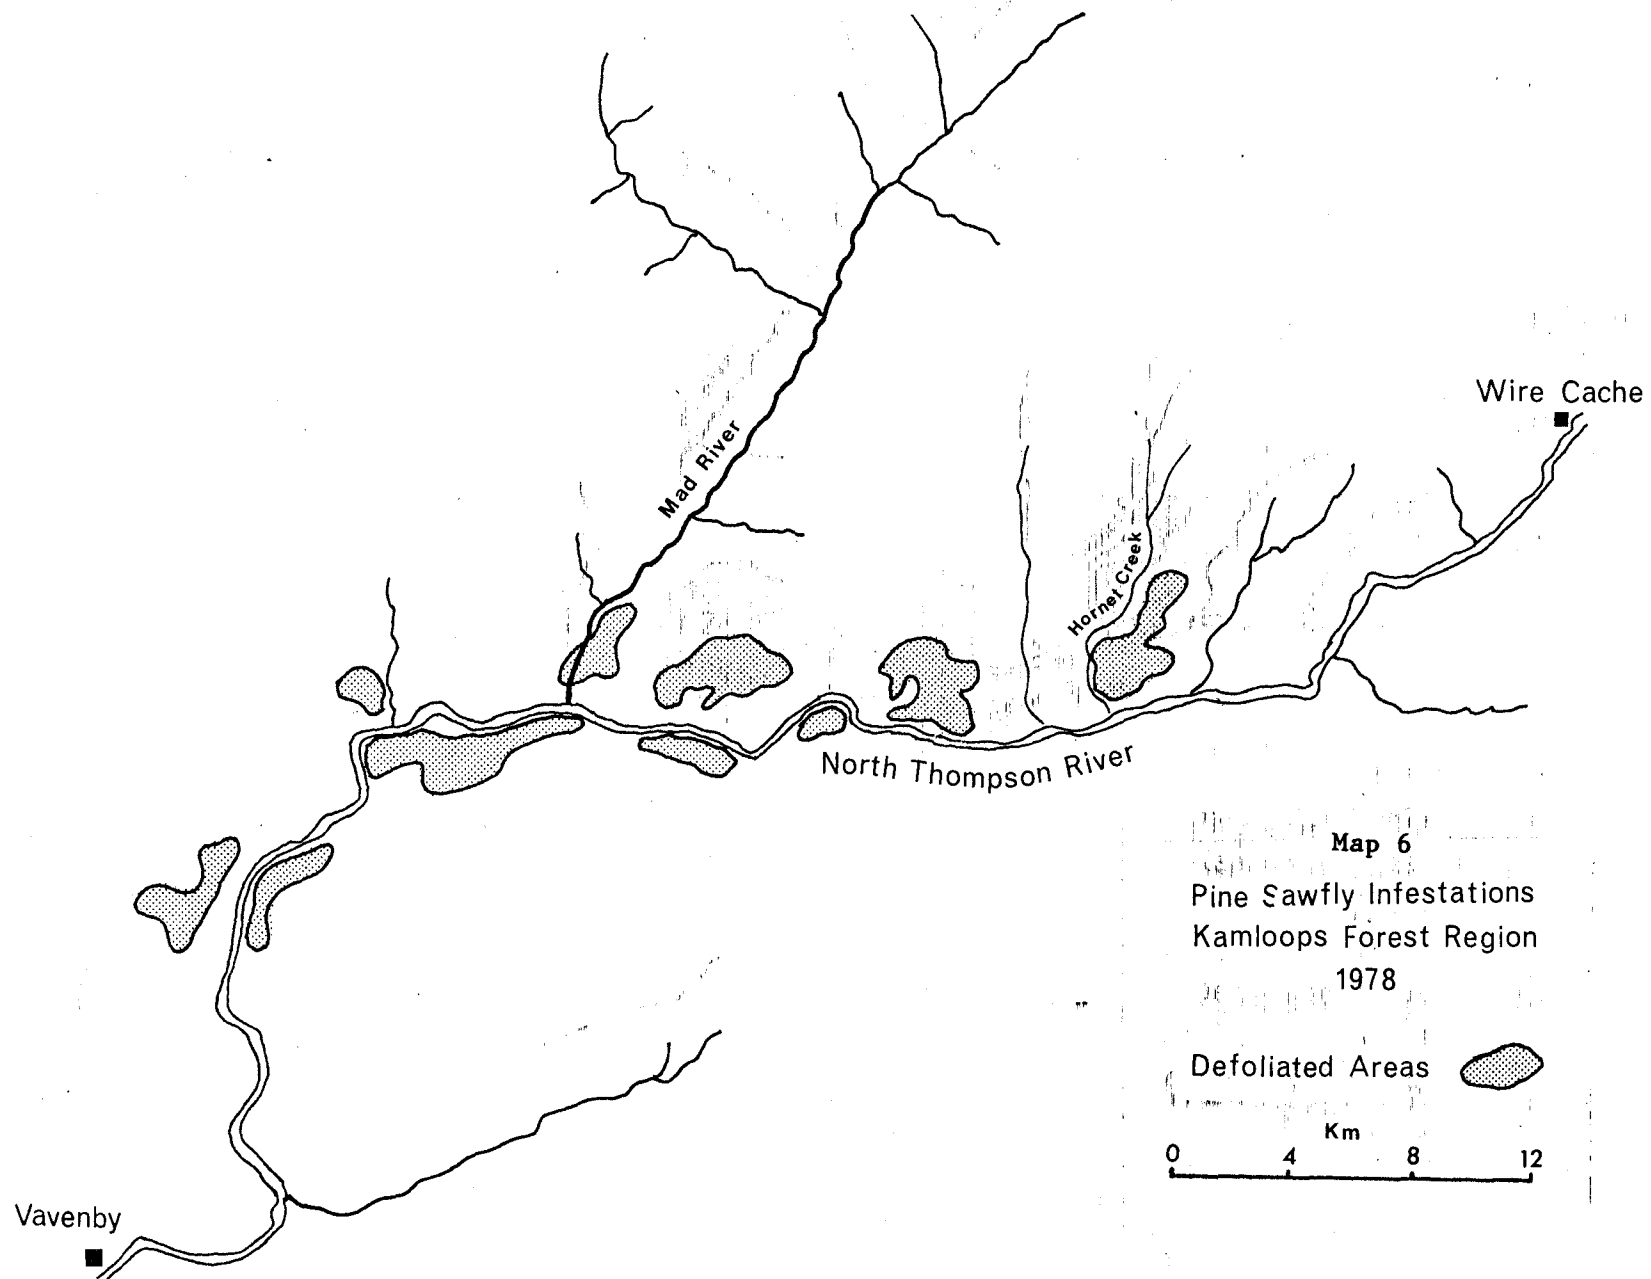 Wire Cache
Mad River
Hornet Creek
North Thompson River
Map 6
Pine Sawfly Infestations
Kamloops Forest Region
1978
Defoliated Areas
Km
0 4 8 12
Vavenby